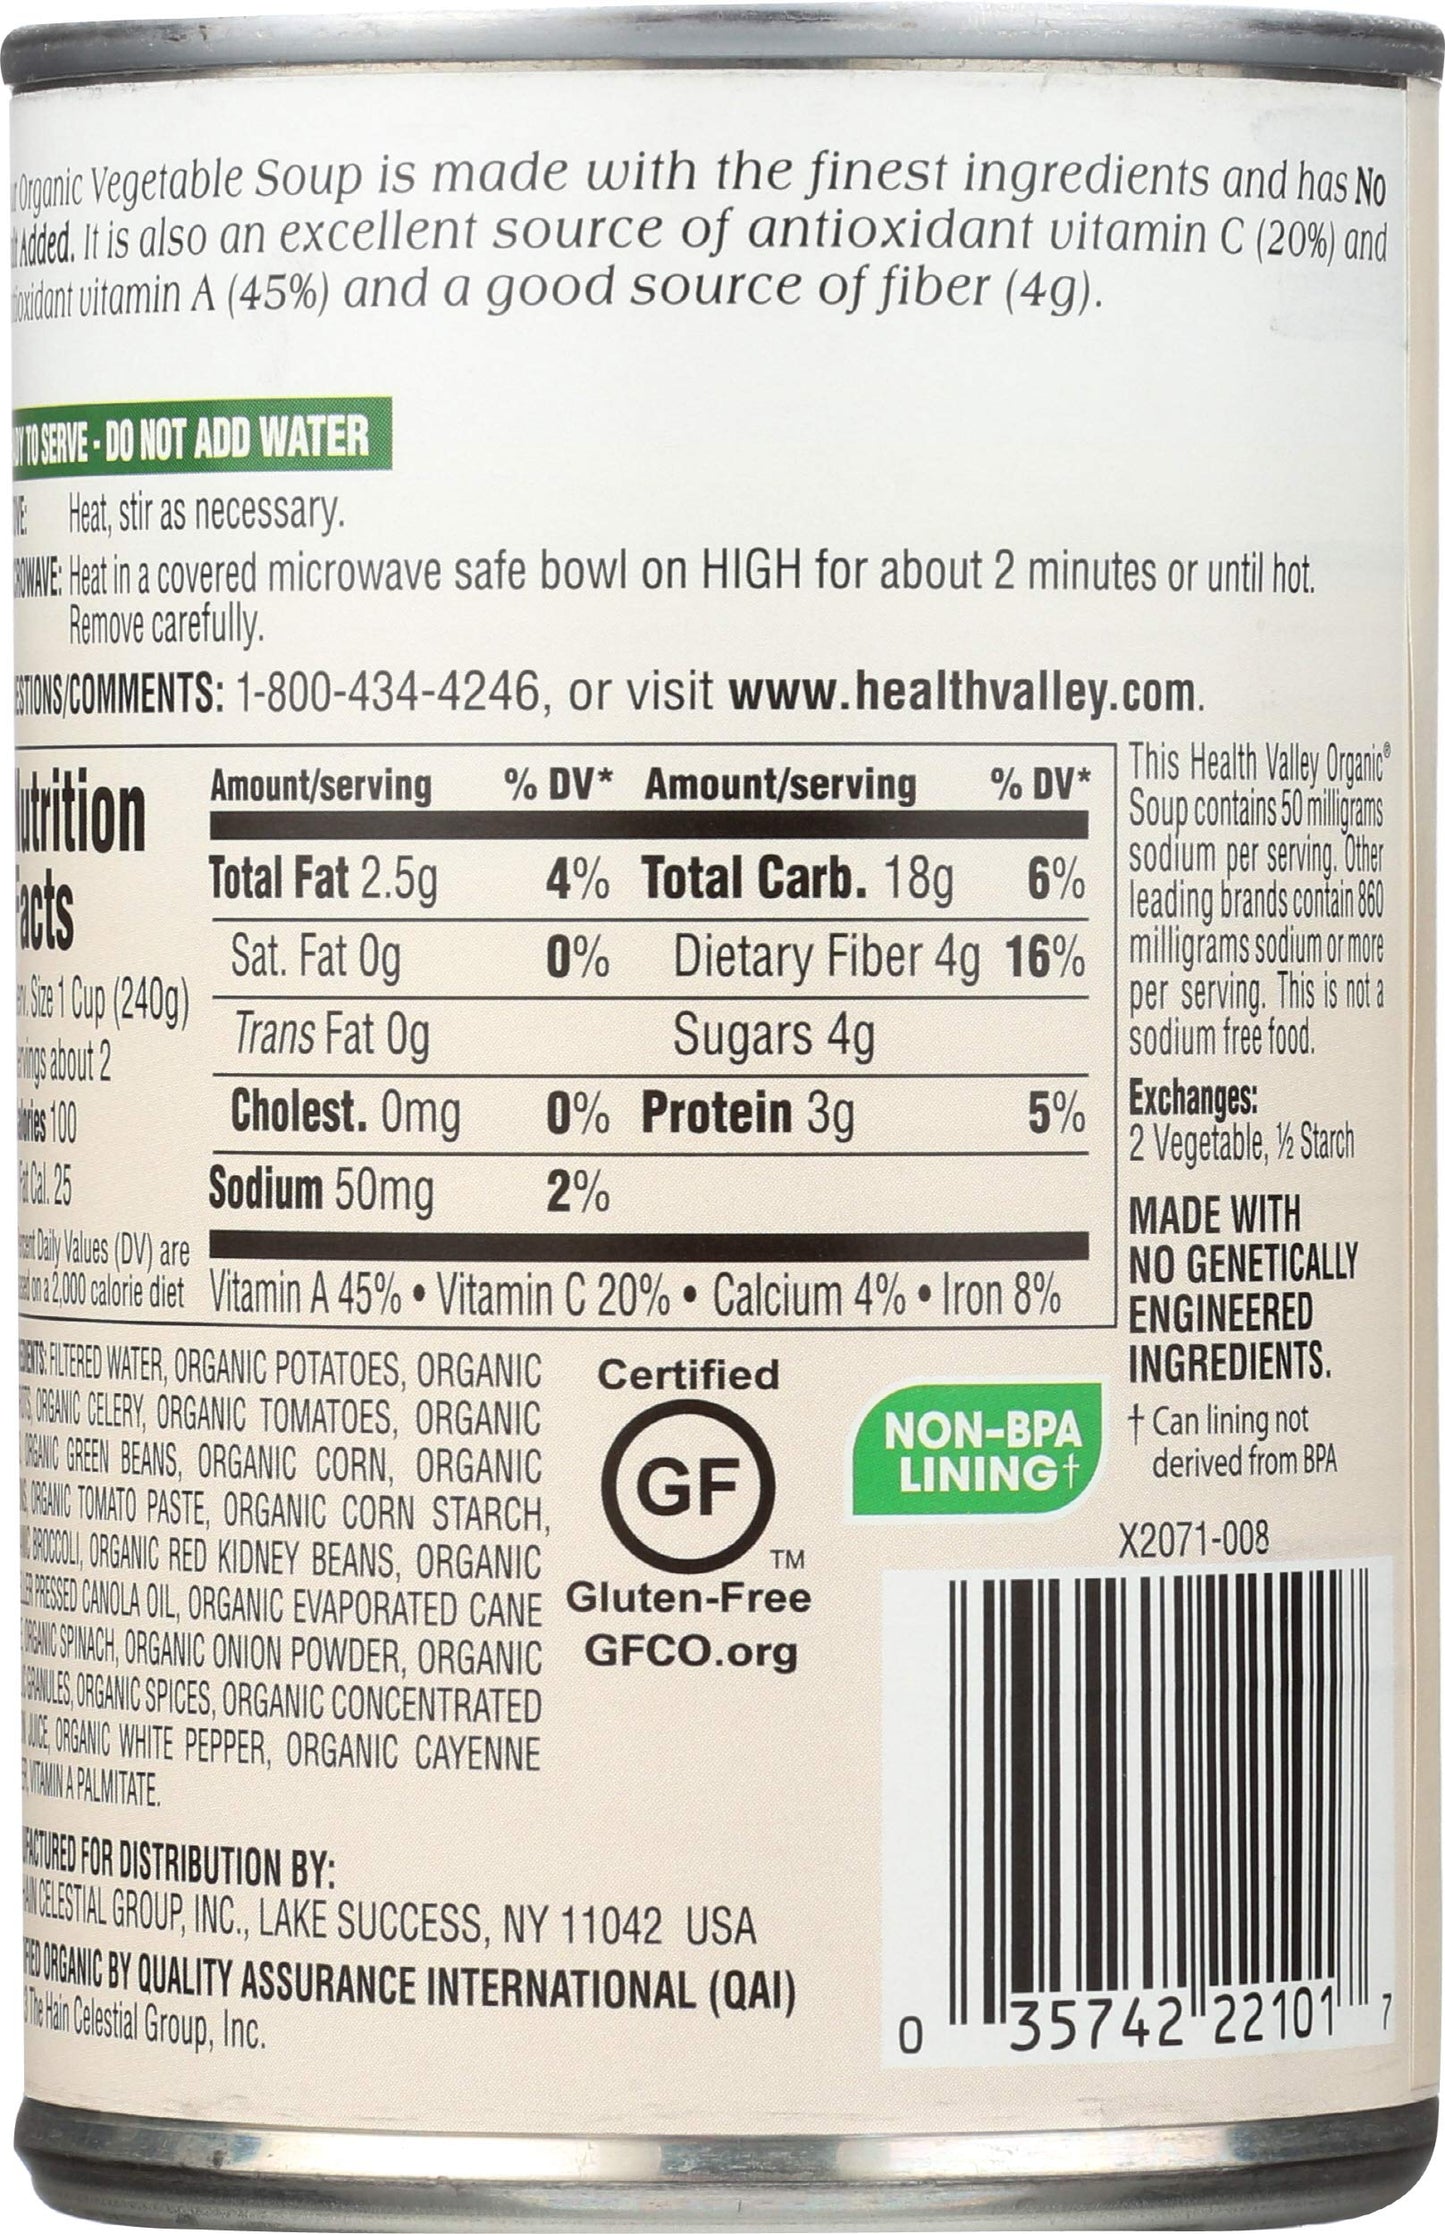 Organic Vegetable Soup is made with the finest ingredients and has No
Added. It is also an excellent source of antioxidant vitamin C (20%) and
vitamin A (45%) and a good source of fiber (4g).
TO SERVE - DO NOT ADD WATER
Heat, stir as necessary.
Heat in a covered microwave safe bowl on HIGH for about 2 minutes or until hot.
Remove carefully.
/COMMENTS: 1-800-434-4246, or visit www.healthvalley.com.
Nutrition
Facts
Size 1 Cup (240g)
about 2
100
Fat Cal. 25
Daily Values (DV) are
on a 2,000 calorie diet
Amount/serving % DV* Amount/serving % DV*
Total Fat 2.5g 4% Total Carb. 18g 6%
Sat. Fat 0g 0% Dietary Fiber 4g 16%
Trans Fat 0g Sugars 4g
Cholest. 0mg 0% Protein 3g 5%
Sodium 50mg 2%
Vitamin A 45% • Vitamin C 20% • Calcium 4% • Iron 8%
This Health Valley Organic®
Soup contains 50 milligrams
sodium per serving. Other
leading brands contain 860
milligrams sodium or more
per serving. This is not a
sodium free food.
Exchanges:
2 Vegetable, ½ Starch
MADE WITH
NO GENETICALLY
ENGINEERED
INGREDIENTS.
† Can lining not
derived from BPA
X2071-008
FILTERED WATER, ORGANIC POTATOES, ORGANIC
ORGANIC CELERY, ORGANIC TOMATOES, ORGANIC
ORGANIC GREEN BEANS, ORGANIC CORN, ORGANIC
ORGANIC TOMATO PASTE, ORGANIC CORN STARCH,
BROCCOLI, ORGANIC RED KIDNEY BEANS, ORGANIC
PRESSED CANOLA OIL, ORGANIC EVAPORATED CANE
ORGANIC SPINACH, ORGANIC ONION POWDER, ORGANIC
GRANULES, ORGANIC SPICES, ORGANIC CONCENTRATED
JUICE, ORGANIC WHITE PEPPER, ORGANIC CAYENNE
VITAMIN A PALMITATE.
Certified
GF
TM
Gluten-Free
GFCO.org
NON-BPA
LINING†
FOR DISTRIBUTION BY:
CELESTIAL GROUP, INC., LAKE SUCCESS, NY 11042 USA
ORGANIC BY QUALITY ASSURANCE INTERNATIONAL (QAI)
The Hain Celestial Group, Inc.
0 35742 22101 7